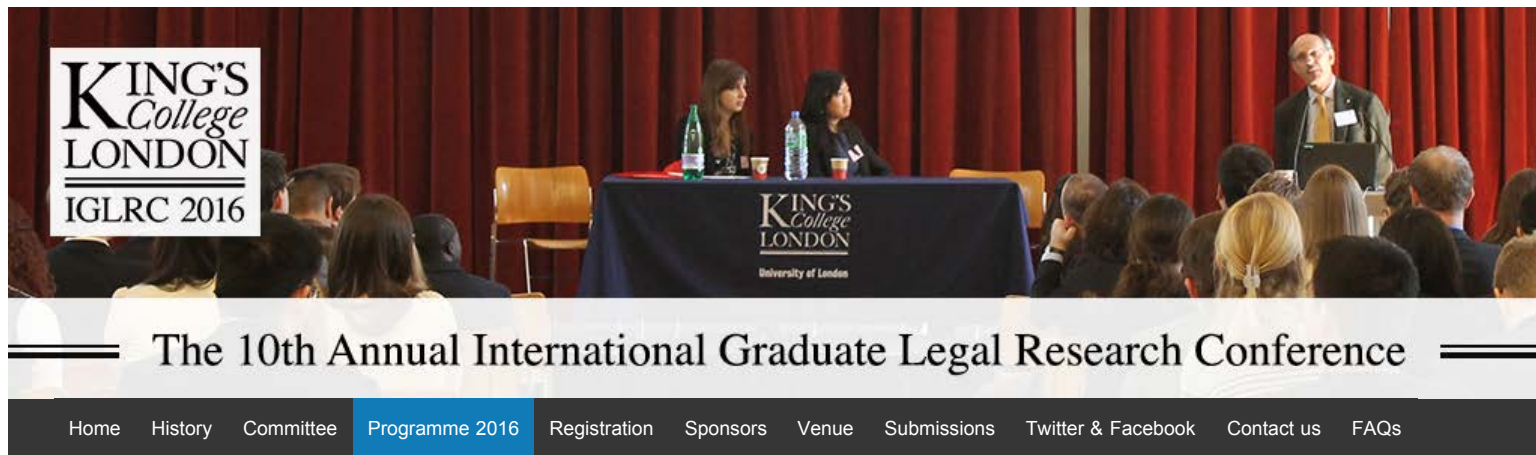 KING'S
College
LONDON
IGLRC 2016
KING'S
College
LONDON
University of London
The 10th Annual International Graduate Legal Research Conference
Home History Committee Programme 2016 Registration Sponsors Venue Submissions Twitter & Facebook Contact us FAQs